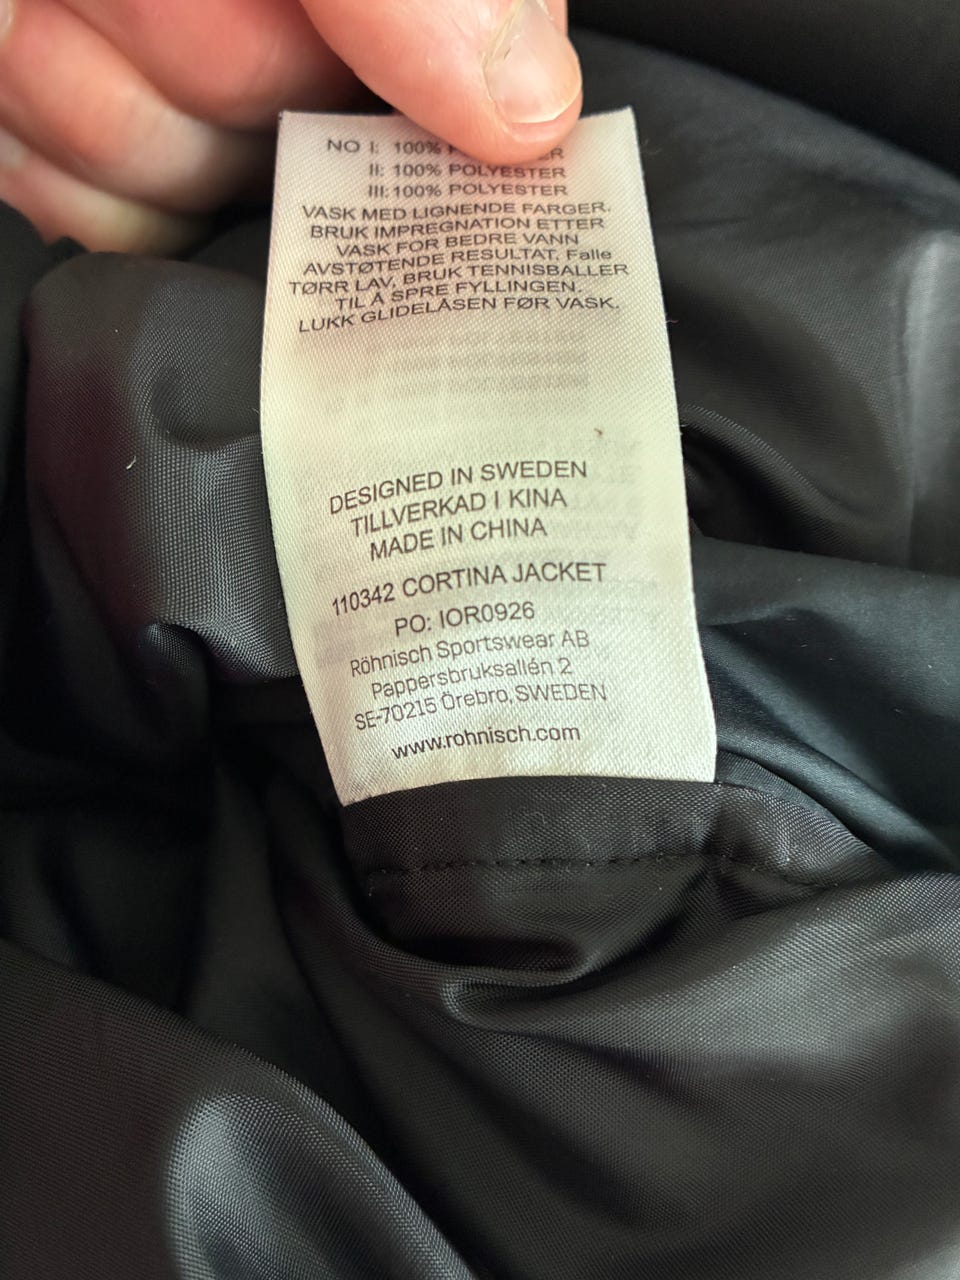 NO I: 100% POLYESTER
II: 100% POLYESTER
III:100% POLYESTER
VASK MED LIGNENDE FARGER.
BRUK IMPREGNATION ETTER
VASK FOR BEDRE VANN
AVSTØTENDE RESULTAT. Falle
TØRR LAV, BRUK TENNISBALLER
TIL Å SPRE FYLLINGEN.
LUKK GLIDELÅSEN FØR VASK.
DESIGNED IN SWEDEN
TILLVERKAD I KINA
MADE IN CHINA
110342 CORTINA JACKET
PO: IOR0926
Röhnisch Sportswear AB
Pappersbruksallén 2
SE-70215 Örebro, SWEDEN
www.rohnisch.com